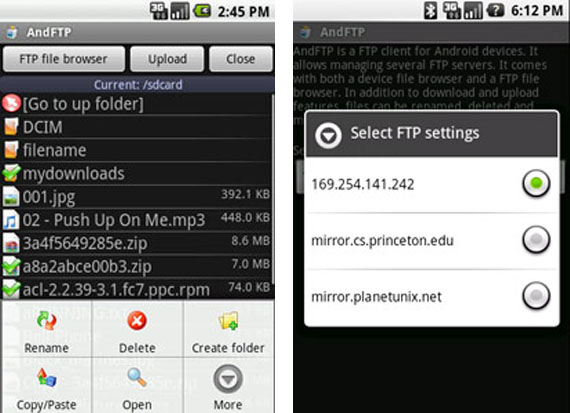 3G
2:45 PM
AndFTP
FTP file browser
Upload
Close
Current: /sdcard
[Go to up folder]
DCIM
filename
mydownloads
001.jpg 392.1 KB
02 - Push Up On Me.mp3 448.0 KB
3a4f5649285e.zip 8.6 MB
a8a2abce00b3.zip 7.0 MB
acl-2.2.39-3.1.fc7.ppc.rpm 74.0 KB
Rename
Delete
Create folder
Copy/Paste
Open
More
3G
6:12 PM
AndFTP
AndFTP is a FTP client for Android devices. It
allows managing several FTP servers. It comes
with both a device file browser and a FTP file
browser. In addition to download and upload
features, files can be renamed, deleted and
Select FTP settings
169.254.141.242
mirror.cs.princeton.edu
mirror.planetunix.net